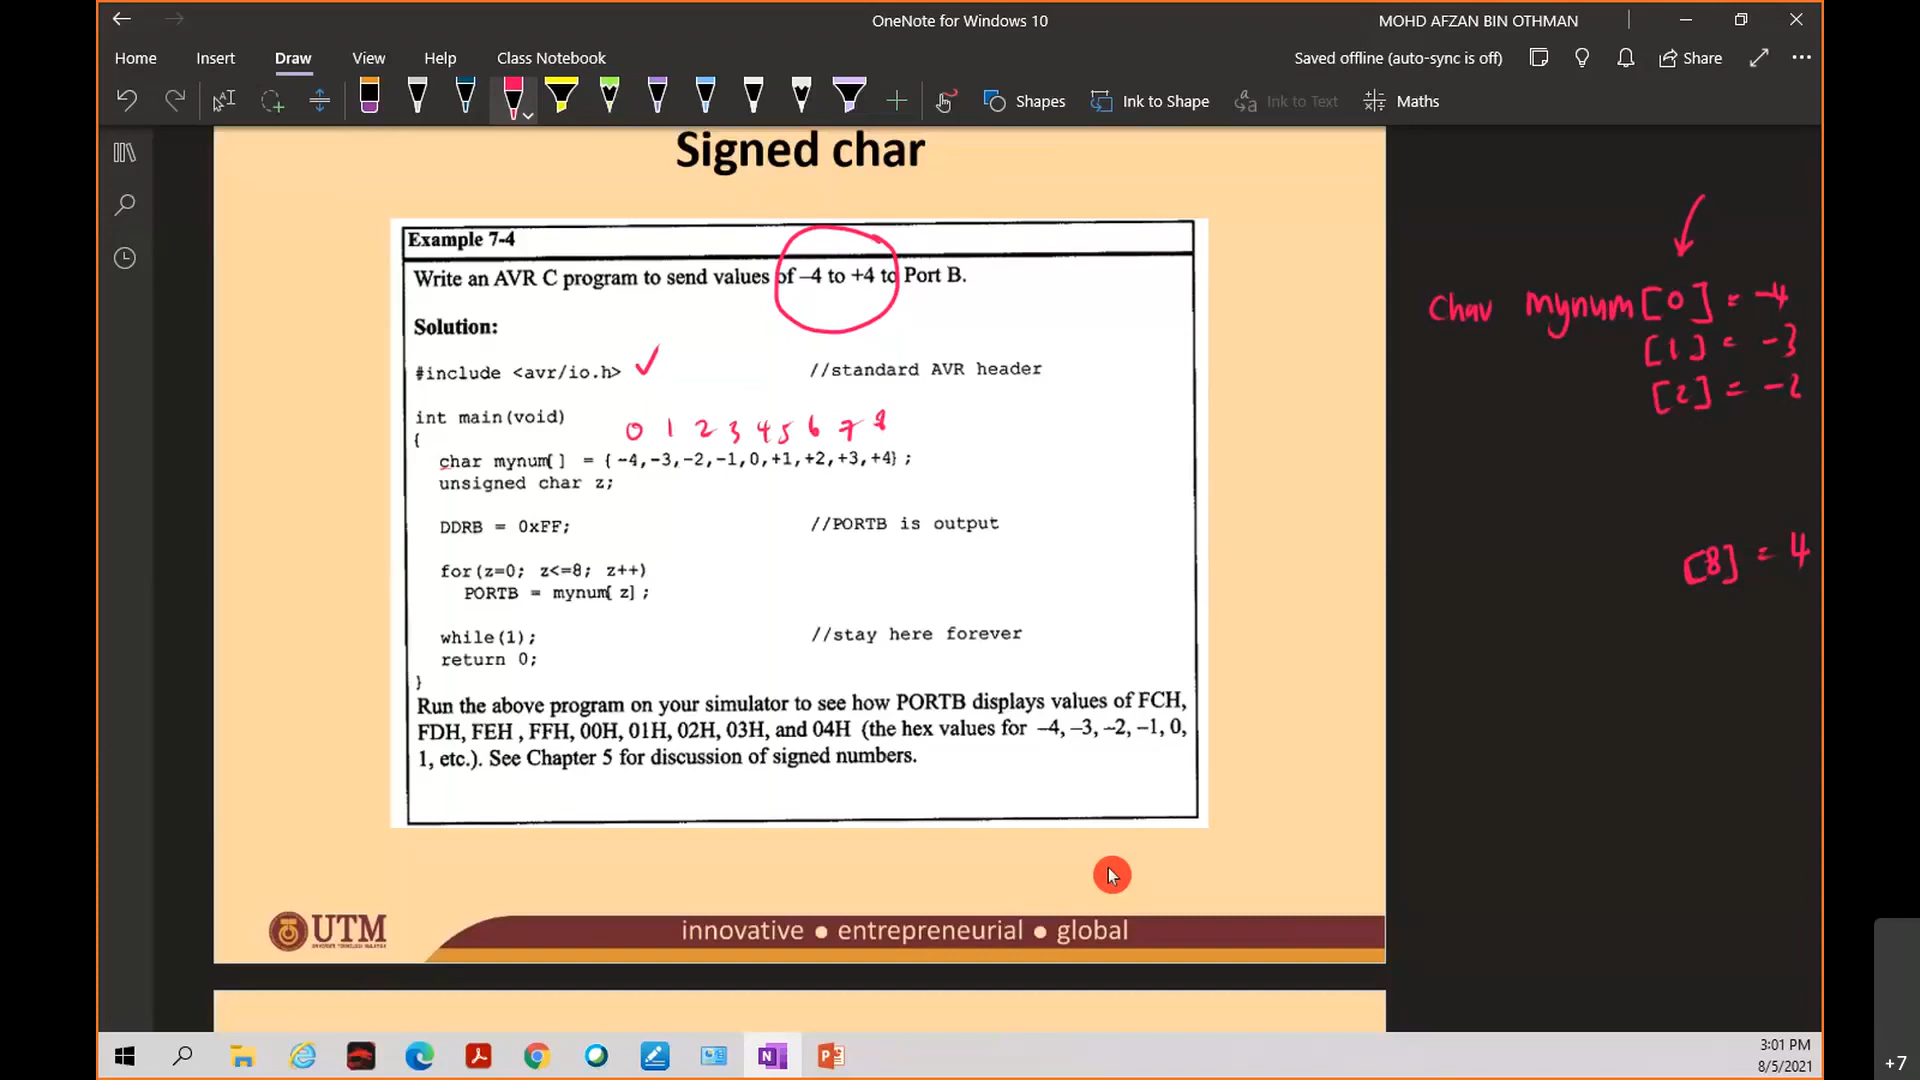 OneNote for Windows 10
MOHD AFZAN BIN OTHMAN
Home Insert Draw View Help Class Notebook
Saved offline (auto-sync is off) Share
Shapes Ink to Shape Ink to Text Maths
Signed char
Example 7-4
Write an AVR C program to send values of –4 to +4 to Port B.
Solution:
#include <avr/io.h> //standard AVR header
int main(void)
0 1 2 3 4 5 6 7 8
{
char mynum[] = {-4,-3,-2,-1,0,+1,+2,+3,+4};
unsigned char z;
DDRB = 0xFF; //PORTB is output
for(z=0; z<=8; z++)
PORTB = mynum[z];
while(1); //stay here forever
return 0;
}
Run the above program on your simulator to see how PORTB displays values of FCH,
FDH, FEH , FFH, 00H, 01H, 02H, 03H, and 04H (the hex values for –4, –3, –2, –1, 0,
1, etc.). See Chapter 5 for discussion of signed numbers.
Char mynum [0] = -4
[1] = -3
[2] = -2
[8] = 4
UTM
innovative ● entrepreneurial ● global
3:01 PM
8/5/2021
+7